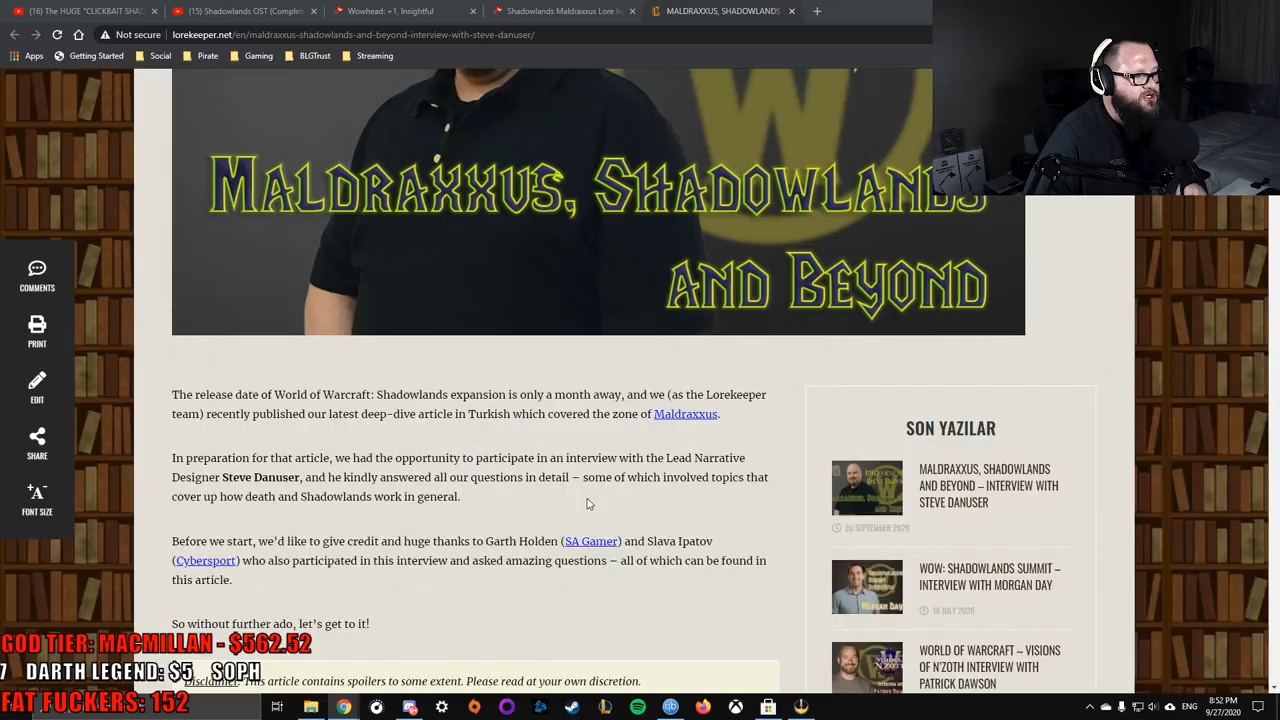 (16) The HUGE "CLICKBAIT SHAD
(15) Shadowlands OST (Complete
Wowhead: +1, Insightful
Shadowlands Maldraxxus Lore In
MALDRAXXUS, SHADOWLANDS
Not secure
lorekeeper.net/en/maldraxxus-shadowlands-and-beyond-interview-with-steve-danuser/
Apps
Getting Started
Social
Pirate
Gaming
BLGTrust
Streaming
W
Maldraxxus, Shadowlands
and Beyond
COMMENTS
PRINT
EDIT
SHARE
FONT SIZE
The release date of World of Warcraft: Shadowlands expansion is only a month away, and we (as the Lorekeeper
team) recently published our latest deep-dive article in Turkish which covered the zone of Maldraxxus.
In preparation for that article, we had the opportunity to participate in an interview with the Lead Narrative
Designer Steve Danuser, and he kindly answered all our questions in detail – some of which involved topics that
cover up how death and Shadowlands work in general.
Before we start, we'd like to give credit and huge thanks to Garth Holden (SA Gamer) and Slava Ipatov
(Cybersport) who also participated in this interview and asked amazing questions – all of which can be found in
this article.
So without further ado, let's get to it!
Disclaimer: This article contains spoilers to some extent. Please read at your own discretion.
SON YAZILAR
MALDRAXXUS, SHADOWLANDS
AND BEYOND – INTERVIEW WITH
STEVE DANUSER
26 SEPTEMBER 2020
WOW: SHADOWLANDS SUMMIT –
INTERVIEW WITH MORGAN DAY
18 JULY 2020
WORLD OF WARCRAFT – VISIONS
OF N'ZOTH INTERVIEW WITH
PATRICK DAWSON
GOD TIER: MACMILLAN - $562.52
7 DARTH LEGEND: $5 SOPH
FAT FUCKERS: 152
ENG
8:52 PM
9/27/2020